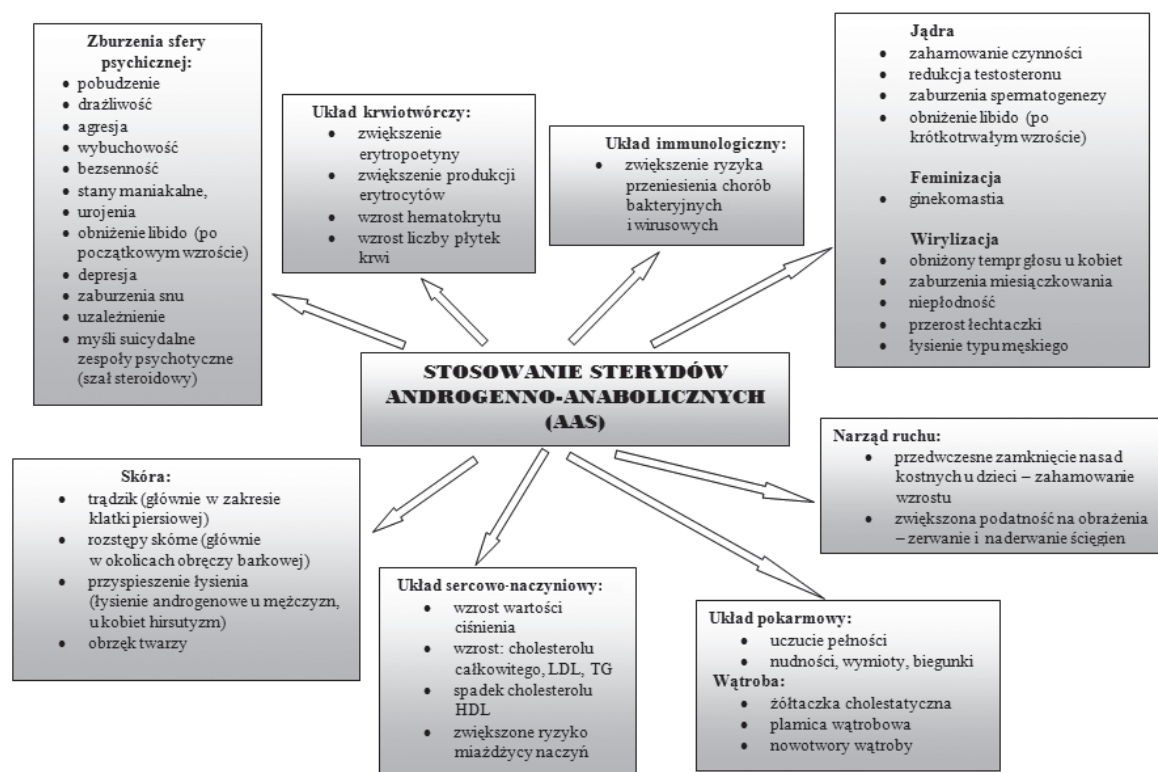 Zburzenia sfery
psychicznej:
• pobudzenie
• drażliwość
• agresja
• wybuchowość
• bezsenność
• stany maniakalne,
• urojenia
• obniżenie libido (po
początkowym wzroście)
• depresja
• zaburzenia snu
• uzależnienie
• myśli suicydalne
zespoły psychotyczne
(szał steroidowy)
Układ krwiotwórczy:
• zwiększenie
erytropoetyny
• zwiększenie produkcji
erytrocytów
• wzrost hematokrytu
• wzrost liczby płytek
krwi
Układ immunologiczny:
• zwiększenie ryzyka
przeniesienia chorób
bakteryjnych
i wirusowych
Jądra
• zahamowanie czynności
• redukcja testosteronu
• zaburzenia spermatogenezy
• obniżenie libido (po
krótkotrwałym wzroście)
Feminizacja
• ginekomastia
Wirylizacja
• obniżony tempr głosu u kobiet
• zaburzenia miesiączkowania
• niepłodność
• przerost łechtaczki
• łysienie typu męskiego
STOSOWANIE STERYDÓW
ANDROGENNO-ANABOLICZNYCH
(AAS)
Skóra:
• trądzik (głównie w zakresie
klatki piersiowej)
• rozstępy skórne (głównie
w okolicach obręczy barkowej)
• przyspieszenie łysienia
(łysienie androgenowe u mężczyzn,
u kobiet hirsutyzm)
• obrzęk twarzy
Układ sercowo-naczyniowy:
• wzrost wartości
ciśnienia
• wzrost: cholesterolu
całkowitego, LDL, TG
• spadek cholesterolu
HDL
• zwiększone ryzyko
miażdżycy naczyń
Układ pokarmowy:
• uczucie pełności
• nudności, wymioty, biegunki
Wątroba:
• żółtaczka cholestatyczna
• plamica wątrobowa
• nowotwory wątroby
Narząd ruchu:
• przedwczesne zamknięcie nasad
kostnych u dzieci – zahamowanie
wzrostu
• zwiększona podatność na obrażenia
– zerwanie i naderwanie ścięgien